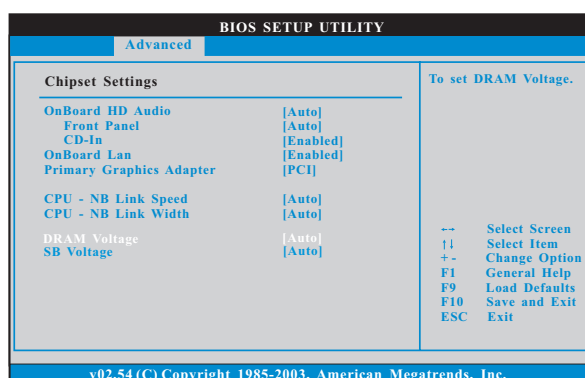 BIOS SETUP UTILITY
Advanced
Chipset Settings
OnBoard HD Audio [Auto]
Front Panel [Auto]
CD-In [Enabled]
OnBoard Lan [Enabled]
Primary Graphics Adapter [PCI]
CPU - NB Link Speed [Auto]
CPU - NB Link Width [Auto]
DRAM Voltage [Auto]
SB Voltage [Auto]
To set DRAM Voltage.
↔ Select Screen
↑↓ Select Item
+ - Change Option
F1 General Help
F9 Load Defaults
F10 Save and Exit
ESC Exit
v02.54 (C) Copyright 1985-2003, American Megatrends, Inc.